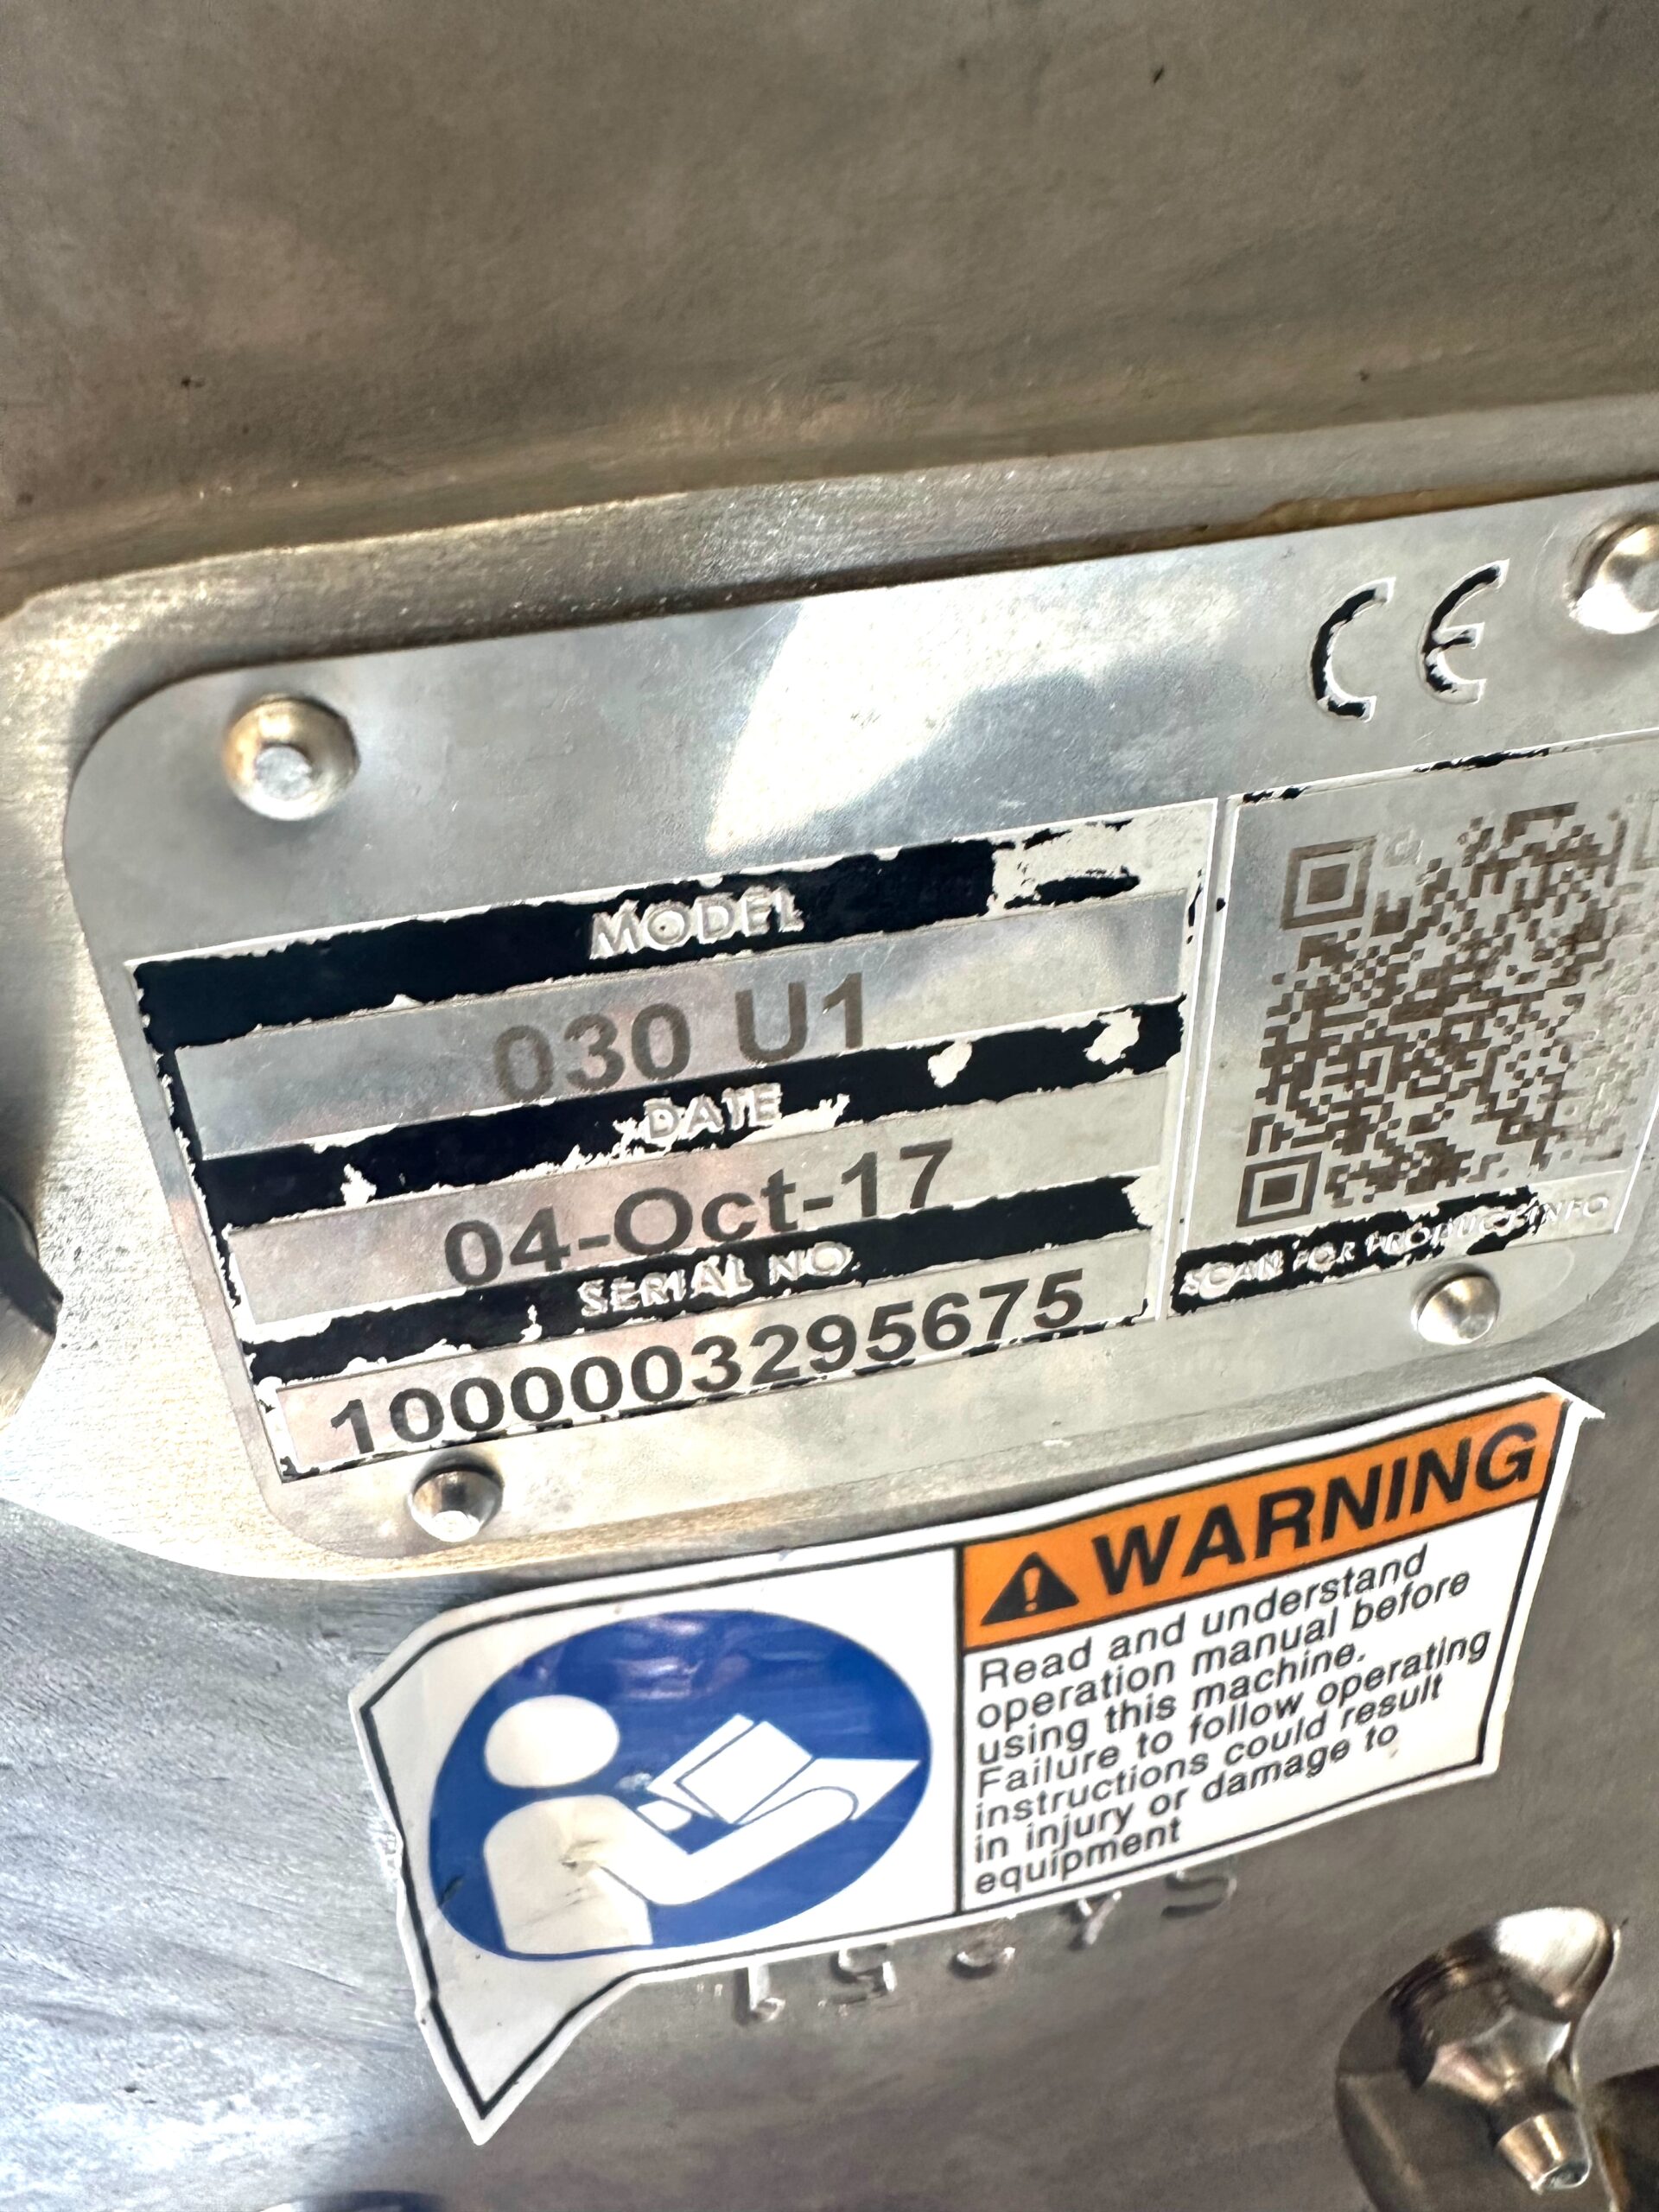 CE
MODEL
030 U1
DATE
04-Oct-17
SERIAL NO.
1000003295675
SCAN FOR PRODUCT INFO
WARNING
Read and understand
operation manual before
using this machine.
Failure to follow operating
instructions could result
in injury or damage to
equipment